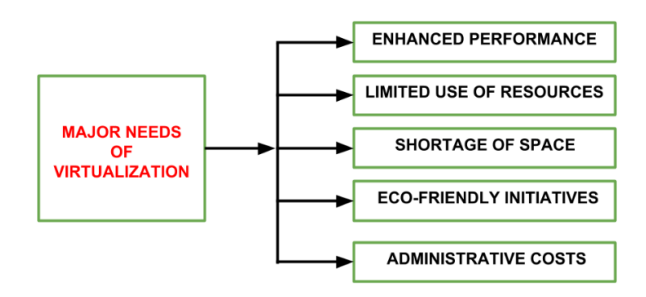 MAJOR NEEDS
OF
VIRTUALIZATION
ENHANCED PERFORMANCE
LIMITED USE OF RESOURCES
SHORTAGE OF SPACE
ECO-FRIENDLY INITIATIVES
ADMINISTRATIVE COSTS